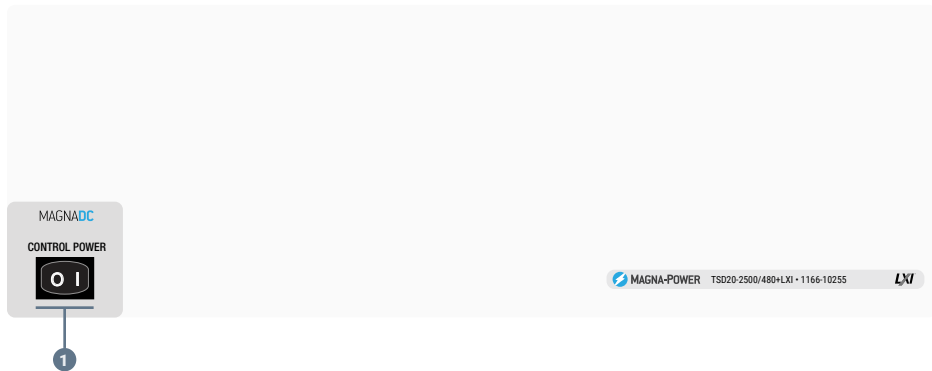 MAGNADC
CONTROL POWER
O I
MAGNA-POWER TSD20-2500/480+LXI • 1166-10255 LXI
1